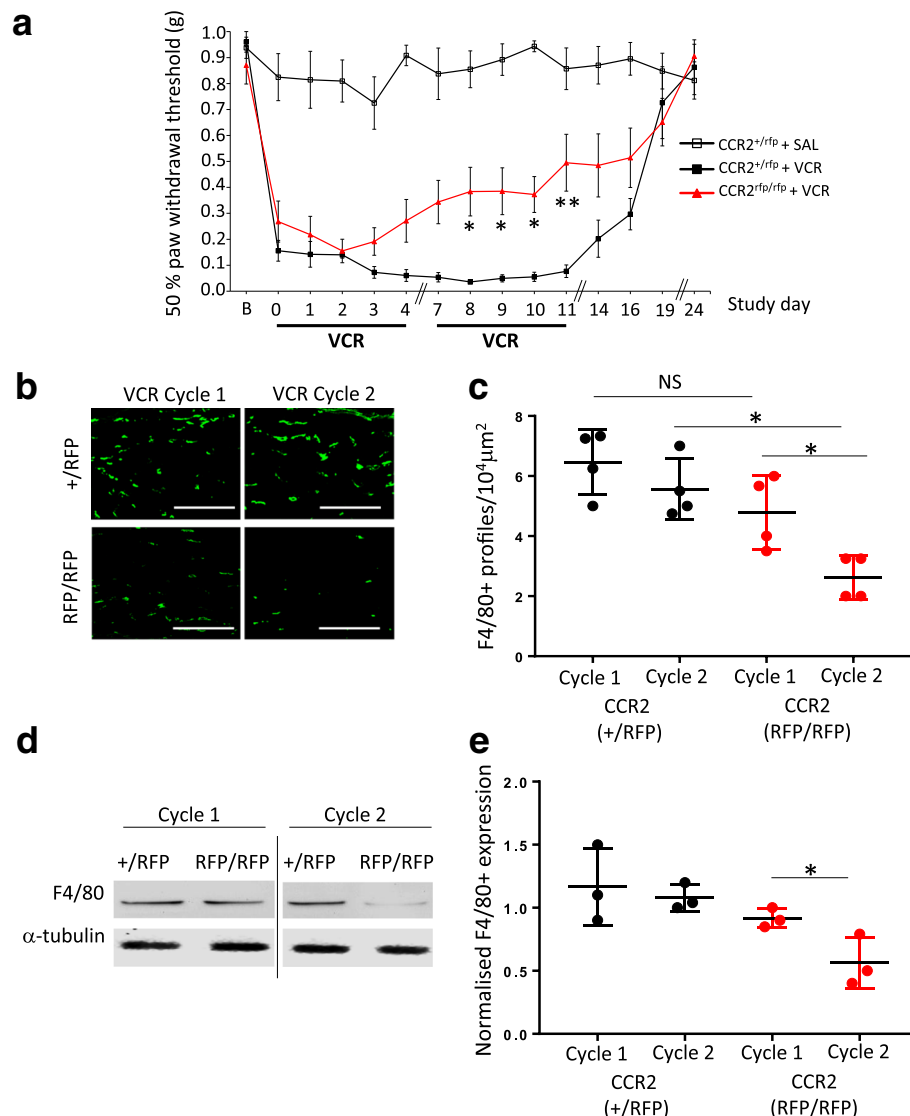 a
50 % paw withdrawal threshold (g)
1.0
0.9
0.8
0.7
0.6
0.5
0.4
0.3
0.2
0.1
0.0
CCR2+/rfp + SAL
CCR2+/rfp + VCR
CCR2rfp/rfp + VCR
* * * **
B 0 1 2 3 4 // 7 8 9 10 11 // 14 16 19 // 24 Study day
VCR VCR
b
VCR Cycle 1 VCR Cycle 2
+/RFP
RFP/RFP
c
F4/80+ profiles/10⁴µm²
NS
*
*
8
6
4
2
0
Cycle 1 Cycle 2 Cycle 1 Cycle 2
CCR2 CCR2
(+/RFP) (RFP/RFP)
d
Cycle 1 Cycle 2
+/RFP RFP/RFP +/RFP RFP/RFP
F4/80
α-tubulin
e
Normalised F4/80+ expression
2.0
1.5
1.0
0.5
0.0
*
Cycle 1 Cycle 2 Cycle 1 Cycle 2
CCR2 CCR2
(+/RFP) (RFP/RFP)